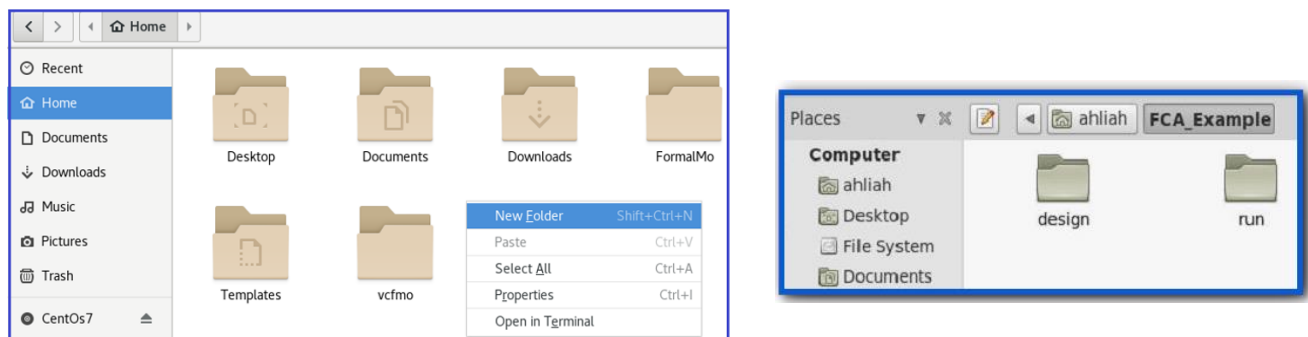 Home
Recent
Home
Documents
Downloads
Music
Pictures
Trash
CentOs7
Desktop
Documents
Downloads
FormalMo
Templates
vcfmo
New Folder Shift+Ctrl+N
Paste Ctrl+V
Select All Ctrl+A
Properties Ctrl+I
Open in Terminal
Places
ahliah FCA_Example
Computer
ahliah
Desktop
File System
Documents
design
run